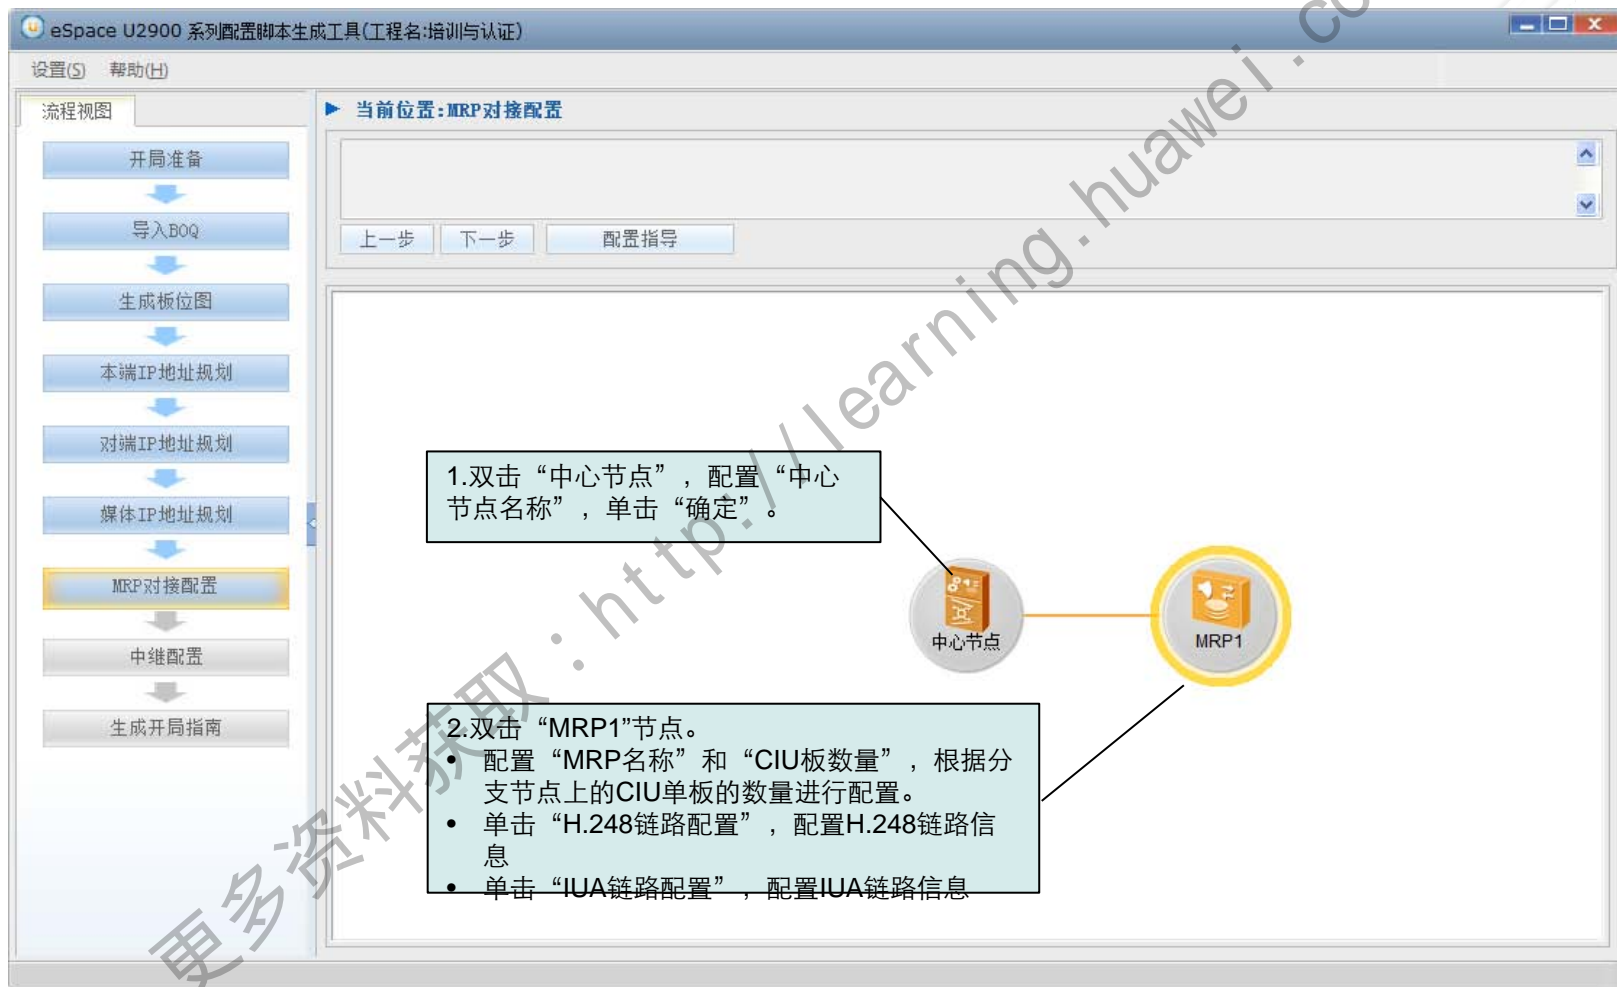 eSpace U2900 系列配置脚本生成工具(工程名:培训与认证)
设置(S) 帮助(H)
流程视图
开局准备
导入BOQ
生成板位图
本端IP地址规划
对端IP地址规划
媒体IP地址规划
MRP对接配置
中继配置
生成开局指南
当前位置:MRP对接配置
上一步 下一步 配置指导
1.双击“中心节点”，配置“中心
节点名称”，单击“确定”。
中心节点
MRP1
2.双击“MRP1”节点。
• 配置“MRP名称”和“CIU板数量”，根据分
支节点上的CIU单板的数量进行配置。
• 单击“H.248链路配置”，配置H.248链路信
息
• 单击“IUA链路配置”，配置IUA链路信息
更多资料获取：http://learning.huawei.co